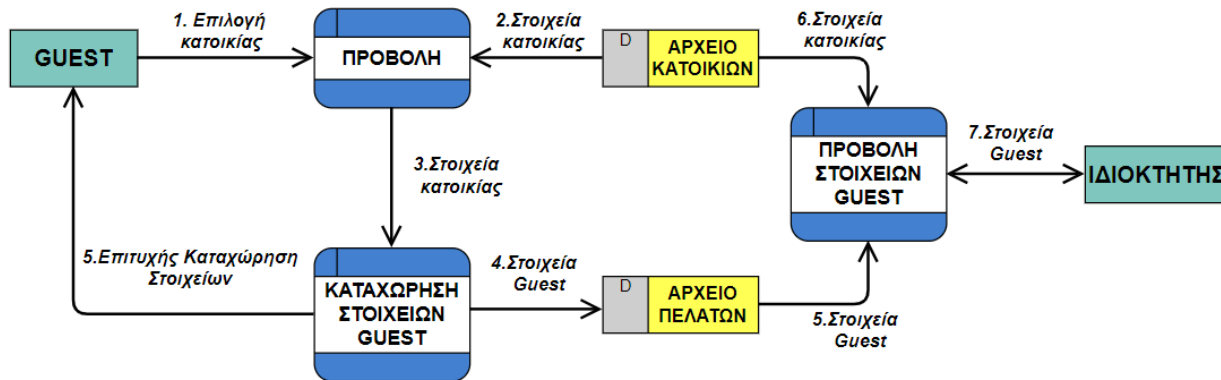 1. Επιλογή
κατοικίας
2.Στοιχεία
κατοικίας
6.Στοιχεία
κατοικίας
GUEST
ΠΡΟΒΟΛΗ
D
ΑΡΧΕΙΟ
ΚΑΤΟΙΚΙΩΝ
3.Στοιχεία
κατοικίας
ΠΡΟΒΟΛΗ
ΣΤΟΙΧΕΙΩΝ
GUEST
7.Στοιχεία
Guest
ΙΔΙΟΚΤΗΤΗΣ
5.Επιτυχής Καταχώρηση
Στοιχείων
ΚΑΤΑΧΩΡΗΣΗ
ΣΤΟΙΧΕΙΩΝ
GUEST
4.Στοιχεία
Guest
D
ΑΡΧΕΙΟ
ΠΕΛΑΤΩΝ
5.Στοιχεία
Guest